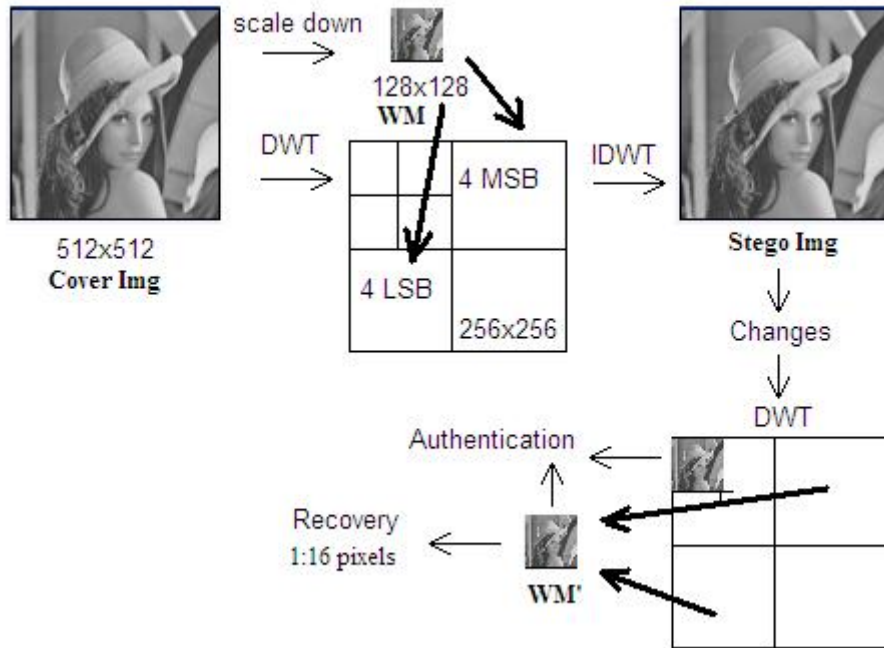 scale down
128x128
WM
512x512
Cover Img
DWT
4 MSB
4 LSB
256x256
IDWT
Stego Img
Changes
DWT
Authentication
Recovery
1:16 pixels
WM'